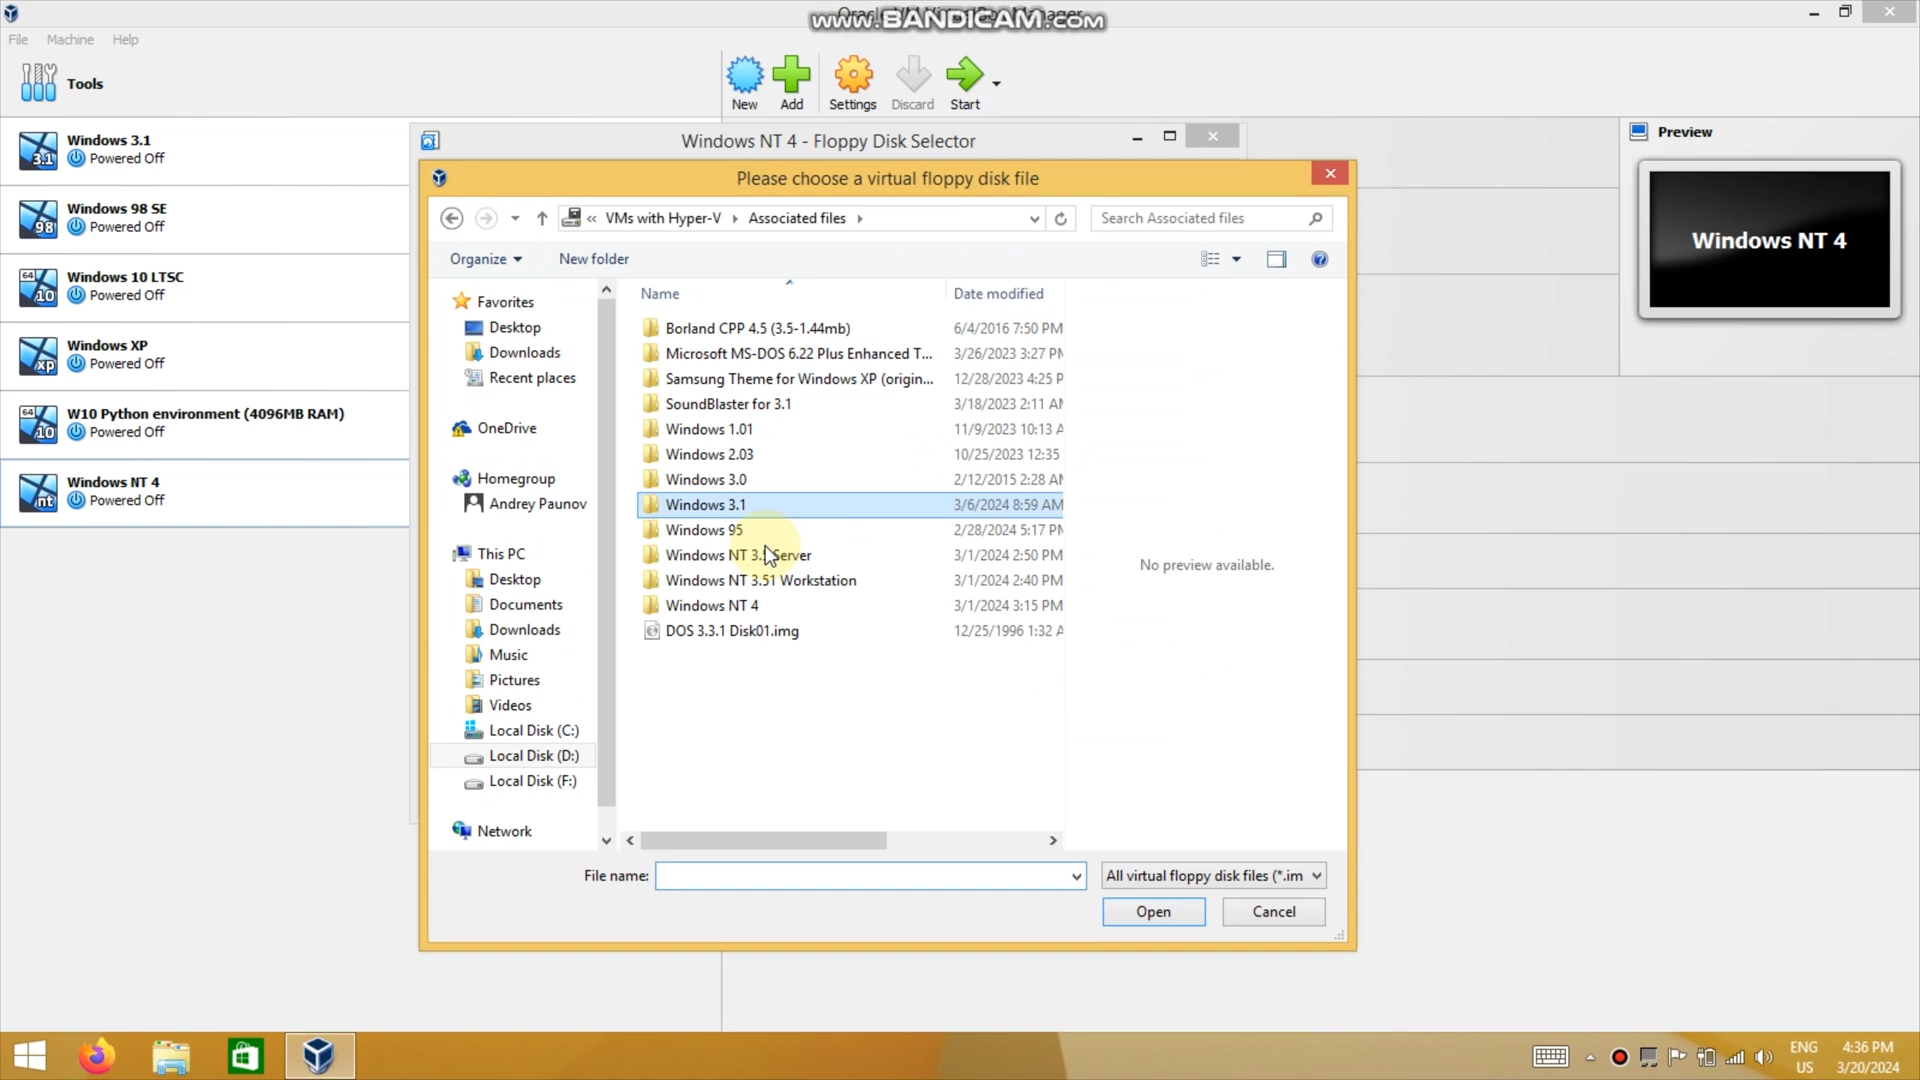 Oracle VM VirtualBox Manager
www.BANDICAM.com
File Machine Help
Tools
New Add Settings Discard Start
Windows 3.1
Powered Off
3.1
Windows 98 SE
Powered Off
98
Windows 10 LTSC
Powered Off
64
10
Windows XP
Powered Off
xp
W10 Python environment (4096MB RAM)
Powered Off
64
10
Windows NT 4
Powered Off
nt
Windows NT 4 - Floppy Disk Selector
Preview
Windows NT 4
Please choose a virtual floppy disk file
« VMs with Hyper-V Associated files
Search Associated files
Organize New folder
Favorites
Desktop
Downloads
Recent places
OneDrive
Homegroup
Andrey Paunov
This PC
Desktop
Documents
Downloads
Music
Pictures
Videos
Local Disk (C:)
Local Disk (D:)
Local Disk (F:)
Network
Name Date modified
Borland CPP 4.5 (3.5-1.44mb) 6/4/2016 7:50 PM
Microsoft MS-DOS 6.22 Plus Enhanced T... 3/26/2023 3:27 PM
Samsung Theme for Windows XP (origin... 12/28/2023 4:25 P
SoundBlaster for 3.1 3/18/2023 2:11 AM
Windows 1.01 11/9/2023 10:13 A
Windows 2.03 10/25/2023 12:35
Windows 3.0 2/12/2015 2:28 AM
Windows 3.1 3/6/2024 8:59 AM
Windows 95 2/28/2024 5:17 PM
Windows NT 3. Server 3/1/2024 2:50 PM
Windows NT 3.51 Workstation 3/1/2024 2:40 PM
Windows NT 4 3/1/2024 3:15 PM
DOS 3.3.1 Disk01.img 12/25/1996 1:32 A
No preview available.
File name:
All virtual floppy disk files (*.im
Open Cancel
ENG
US
4:36 PM
3/20/2024